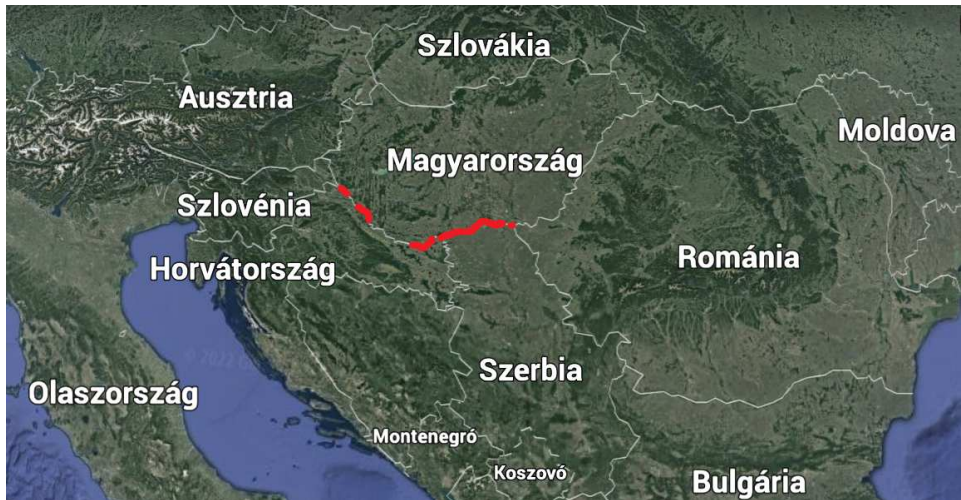 Szlovákia
Ausztria
Moldova
Magyarország
Szlovénia
Románia
Horvátország
Szerbia
Olaszország
Montenegró
Koszovó
Bulgária